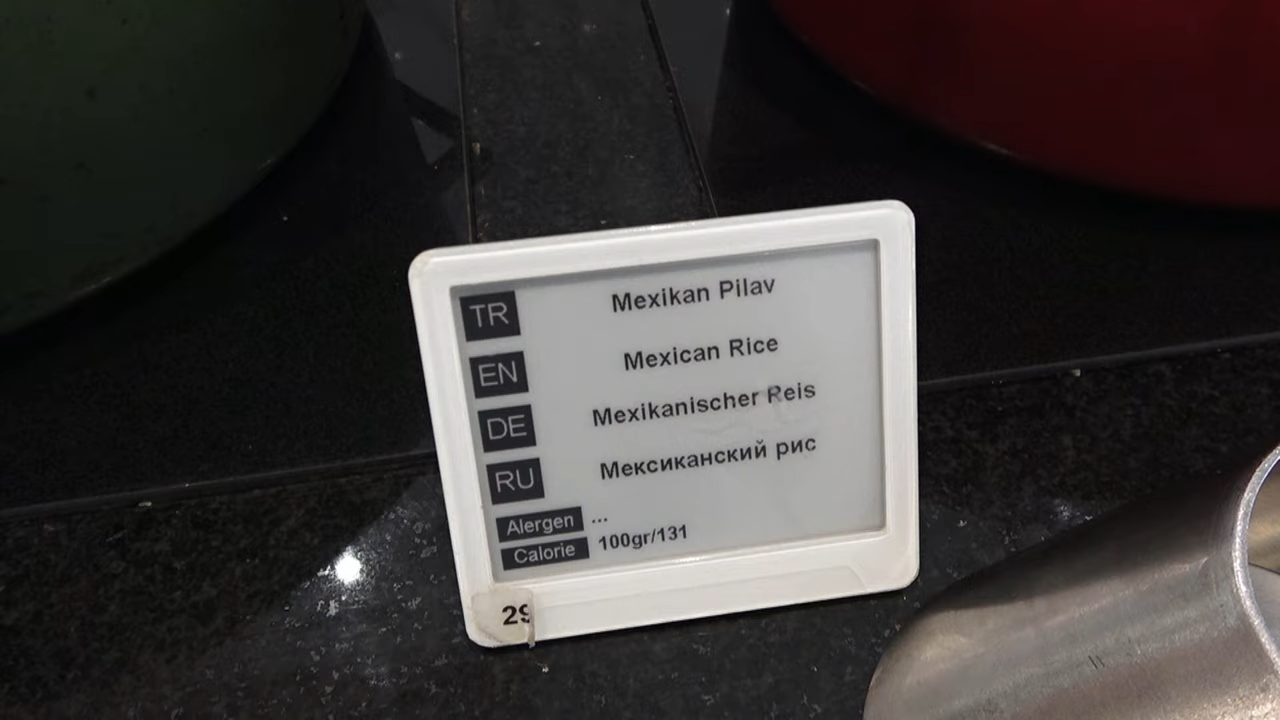 TR Mexikan Pilav
EN Mexican Rice
DE Mexikanischer Reis
RU Мексиканский рис
Alergen ...
Calorie 100gr/131
29